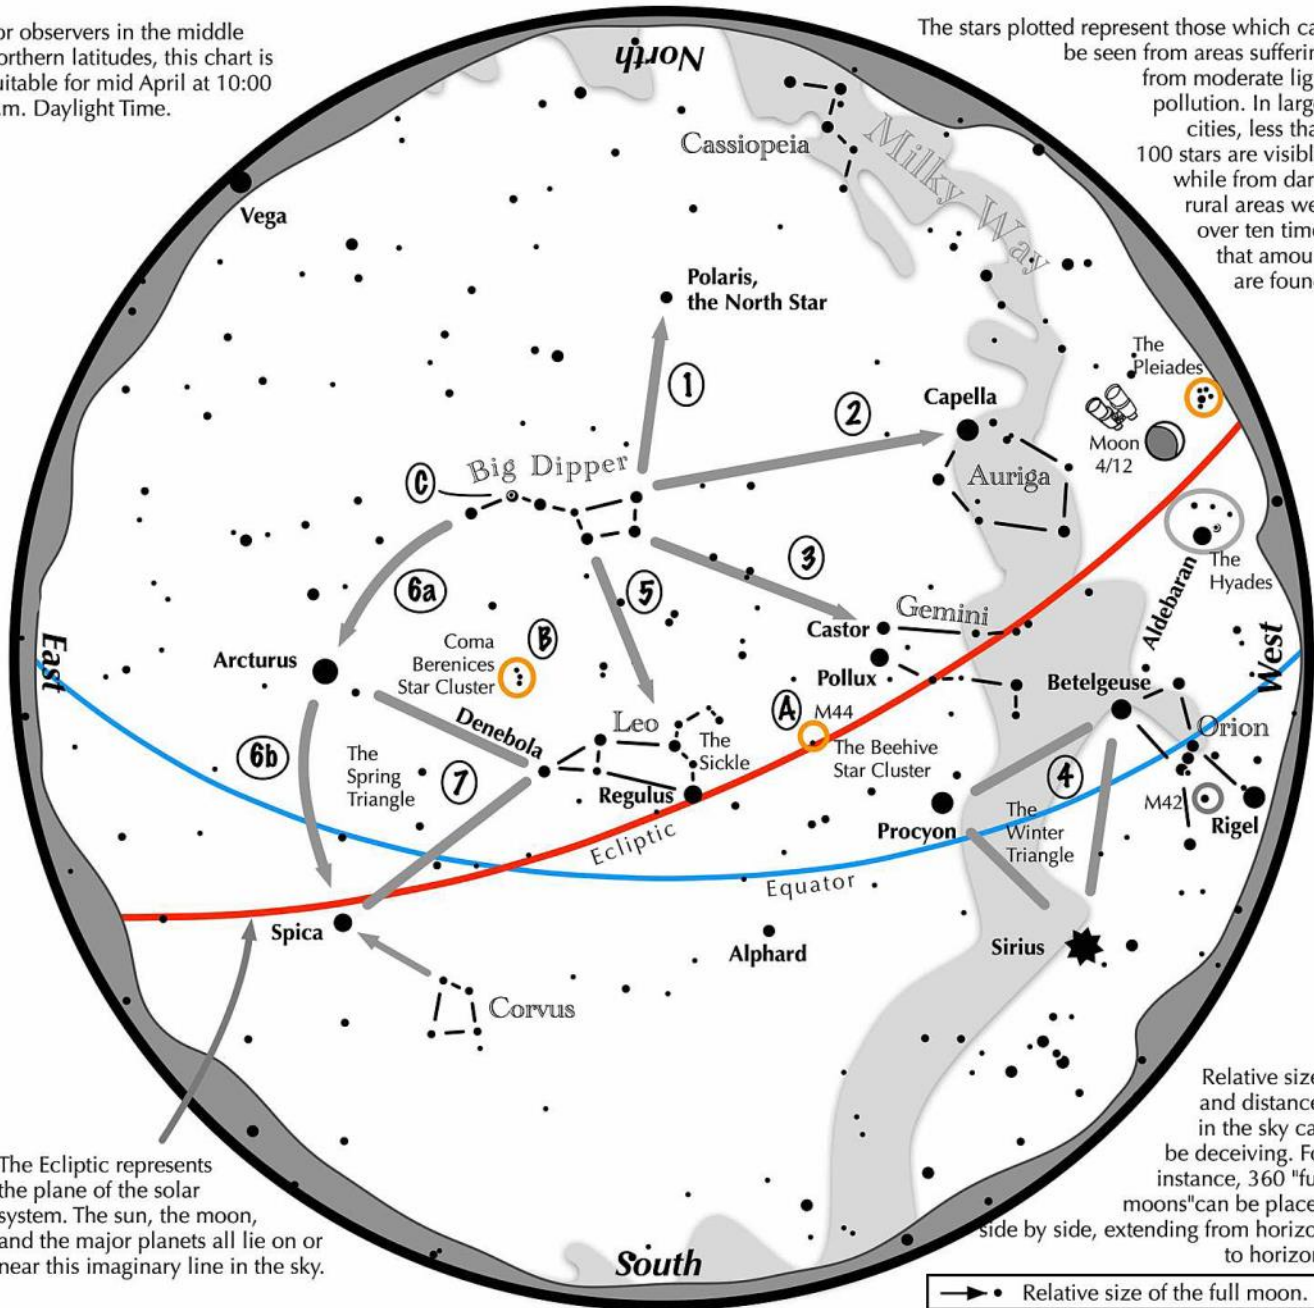 or observers in the middle
orthern latitudes, this chart is
uitable for mid April at 10:00
.m. Daylight Time.
The stars plotted represent those which ca
be seen from areas sufferin
from moderate lig
pollution. In larg
cities, less tha
100 stars are visibl
while from dar
rural areas we
over ten time
that amou
are foun
North
Cassiopeia
Milky Way
Vega
Polaris,
the North Star
1
2
The
Pleiades
Capella
Moon
4/12
Auriga
Big Dipper
C
3
The
Hyades
Aldebaran
6a
5
Gemini
Castor
Pollux
B
Coma
Berenices
Star Cluster
East
West
Arcturus
Betelgeuse
Orion
Denebola
Leo
The
Sickle
A
M44
The Beehive
Star Cluster
6b
The
Spring
Triangle
7
Regulus
4
M42
Rigel
Procyon
The
Winter
Triangle
Ecliptic
Equator
Spica
Alphard
Sirius
Corvus
The Ecliptic represents
the plane of the solar
system. The sun, the moon,
and the major planets all lie on or
near this imaginary line in the sky.
Relative size
and distance
in the sky ca
be deceiving. Fo
instance, 360 "fu
moons"can be place
side by side, extending from horizo
to horizon
South
Relative size of the full moon.